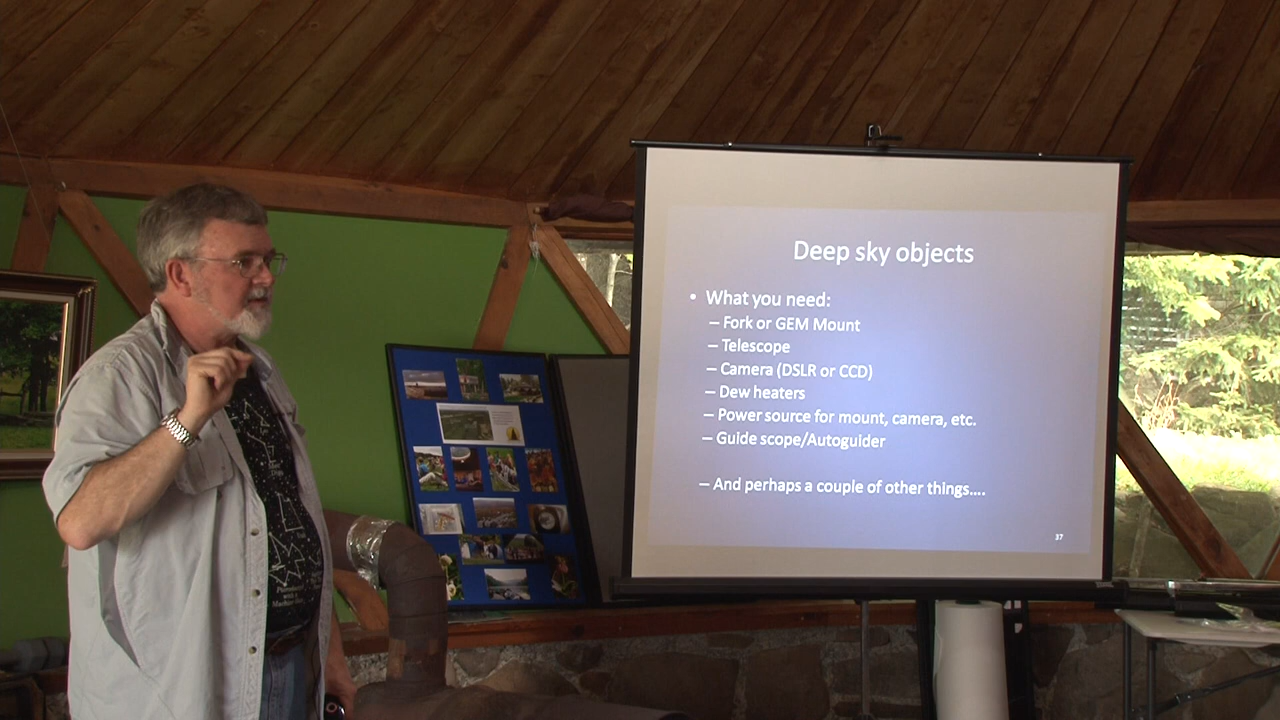 Deep sky objects
• What you need:
– Fork or GEM Mount
– Telescope
– Camera (DSLR or CCD)
– Dew heaters
– Power source for mount, camera, etc.
– Guide scope/Autoguider
– And perhaps a couple of other things....
37